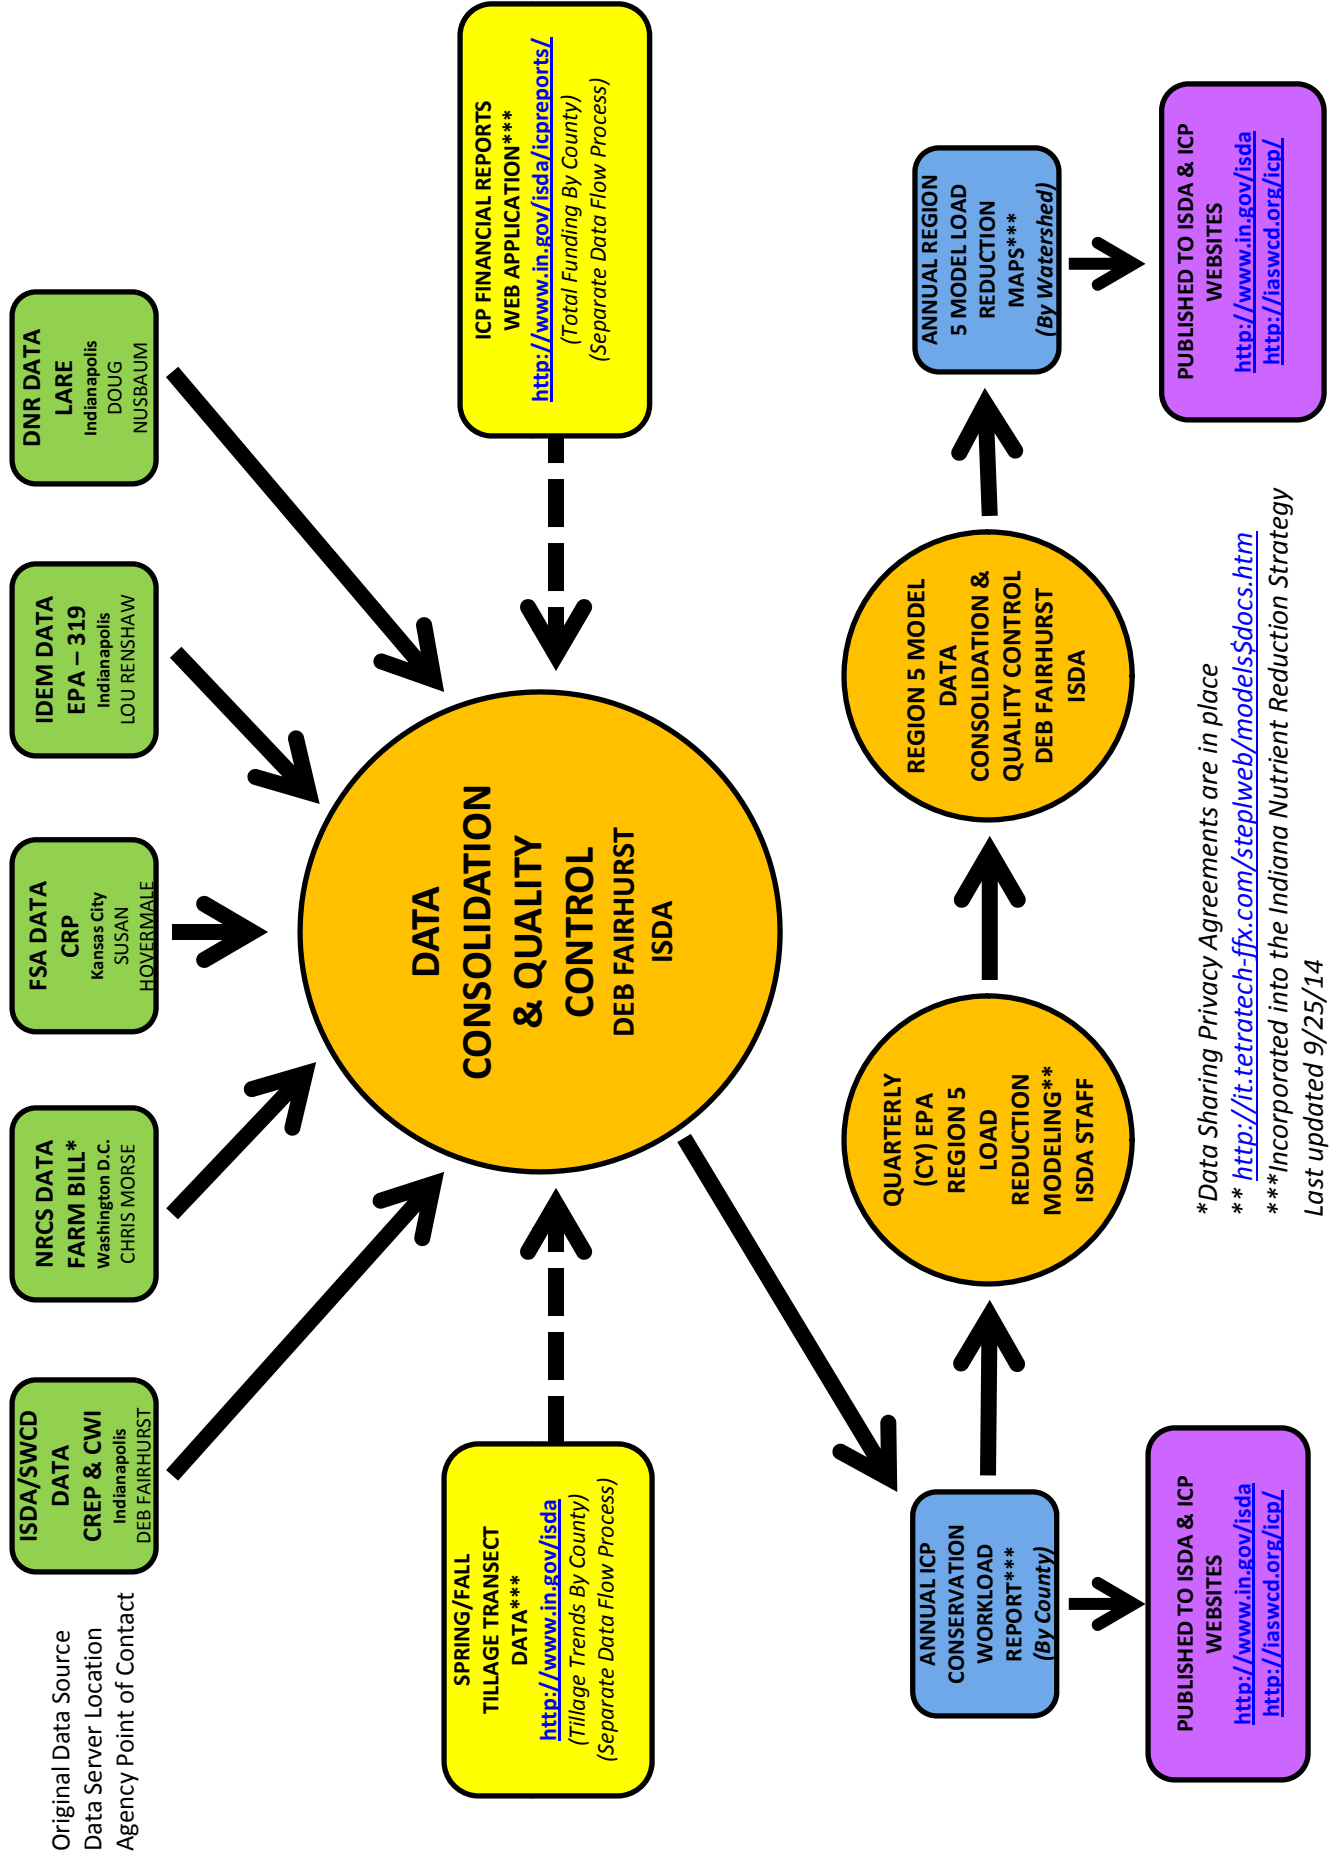 Original Data Source
Data Server Location
Agency Point of Contact
ISDA/SWCD
DATA
CREP & CWI
Indianapolis
DEB FAIRHURST
NRCS DATA
FARM BILL*
Washington D.C.
CHRIS MORSE
FSA DATA
CRP
Kansas City
SUSAN
HOVERMALE
IDEM DATA
EPA – 319
Indianapolis
LOU RENSHAW
DNR DATA
LARE
Indianapolis
DOUG
NUSBAUM
SPRING/FALL
TILLAGE TRANSECT
DATA***
http://www.in.gov/isda
(Tillage Trends By County)
(Separate Data Flow Process)
DATA
CONSOLIDATION
& QUALITY
CONTROL
DEB FAIRHURST
ISDA
ICP FINANCIAL REPORTS
WEB APPLICATION***
http://www.in.gov/isda/icpreports/
(Total Funding By County)
(Separate Data Flow Process)
ANNUAL ICP
CONSERVATION
WORKLOAD
REPORT***
(By County)
QUARTERLY
(CY) EPA
REGION 5
LOAD
REDUCTION
MODELING**
ISDA STAFF
REGION 5 MODEL
DATA
CONSOLIDATION &
QUALITY CONTROL
DEB FAIRHURST
ISDA
ANNUAL REGION
5 MODEL LOAD
REDUCTION
MAPS***
(By Watershed)
PUBLISHED TO ISDA & ICP
WEBSITES
http://www.in.gov/isda
http://iaswcd.org/icp/
*Data Sharing Privacy Agreements are in place
** http://it.tetratech-ffx.com/steplweb/models$docs.htm
***Incorporated into the Indiana Nutrient Reduction Strategy
Last updated 9/25/14
PUBLISHED TO ISDA & ICP
WEBSITES
http://www.in.gov/isda
http://iaswcd.org/icp/